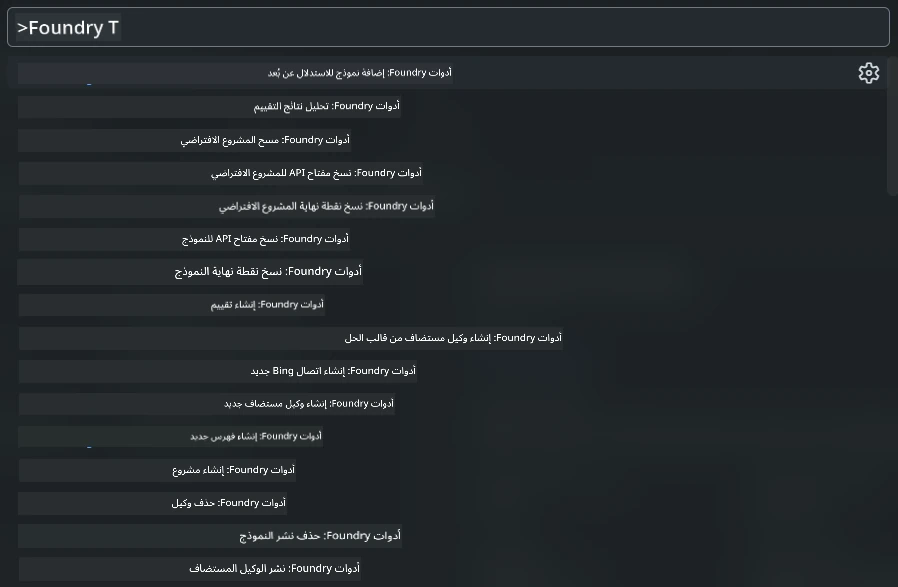 >Foundry T
أدوات Foundry: إضافة نموذج للاستدلال عن بُعد
أدوات Foundry: تحليل نتائج التقييم
أدوات Foundry: مسح المشروع الافتراضي
أدوات Foundry: نسخ مفتاح API للمشروع الافتراضي
أدوات Foundry: نسخ نقطة نهاية المشروع الافتراضي
أدوات Foundry: نسخ مفتاح API للنموذج
أدوات Foundry: نسخ نقطة نهاية النموذج
أدوات Foundry: إنشاء تقييم
أدوات Foundry: إنشاء وكيل مستضاف من قالب الحل
أدوات Foundry: إنشاء اتصال Bing جديد
أدوات Foundry: إنشاء وكيل مستضاف جديد
أدوات Foundry: إنشاء فهرس جديد
أدوات Foundry: إنشاء مشروع
أدوات Foundry: حذف وكيل
أدوات Foundry: حذف نشر النموذج
أدوات Foundry: نشر الوكيل المستضاف